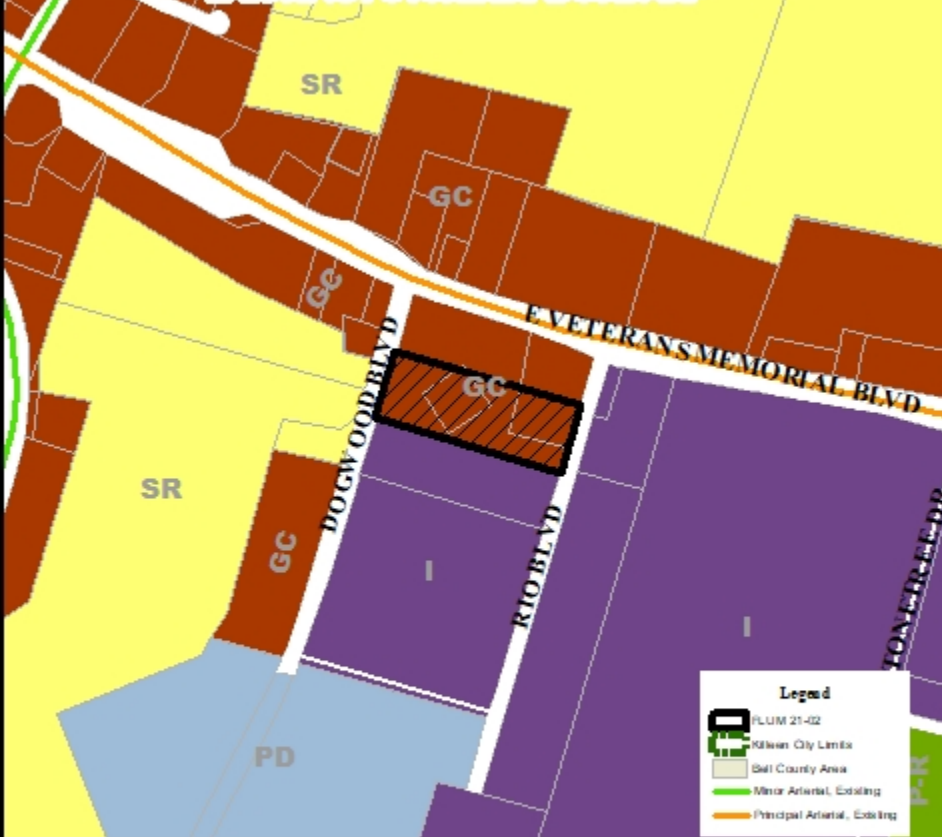 SR
GC
GC
E VETERANS MEMORIAL BLVD
GC
DOGWOOD BLVD
SR
GC
I
RIO BLVD
I
PD
P-R
Legend
FLUM 21-02
Killeen City Limits
Bell County Area
Minor Arterial, Existing
Principal Arterial, Existing